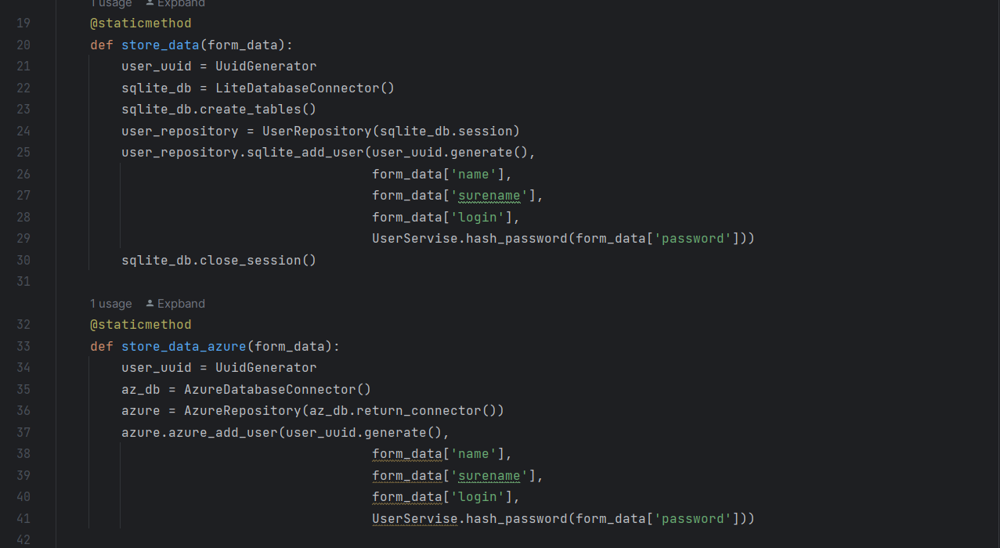 1 usage Expband
19 @staticmethod
20 def store_data(form_data):
21 user_uuid = UuidGenerator
22 sqlite_db = LiteDatabaseConnector()
23 sqlite_db.create_tables()
24 user_repository = UserRepository(sqlite_db.session)
25 user_repository.sqlite_add_user(user_uuid.generate(),
26 form_data['name'],
27 form_data['surename'],
28 form_data['login'],
29 UserServise.hash_password(form_data['password']))
30 sqlite_db.close_session()
31
1 usage Expband
32 @staticmethod
33 def store_data_azure(form_data):
34 user_uuid = UuidGenerator
35 az_db = AzureDatabaseConnector()
36 azure = AzureRepository(az_db.return_connector())
37 azure.azure_add_user(user_uuid.generate(),
38 form_data['name'],
39 form_data['surename'],
40 form_data['login'],
41 UserServise.hash_password(form_data['password']))
42